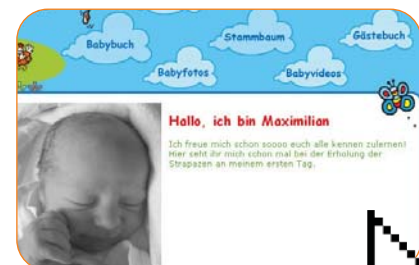 Stammbaum
Gästebuch
Babybuch
Babyfotos
Babyvideos
Hallo, ich bin Maximilian
Ich freue mich schon soooo euch alle kennen zulernen!
Hier seht ihr mich schon mal bei der Erholung der
Strapazen an meinem ersten Tag.